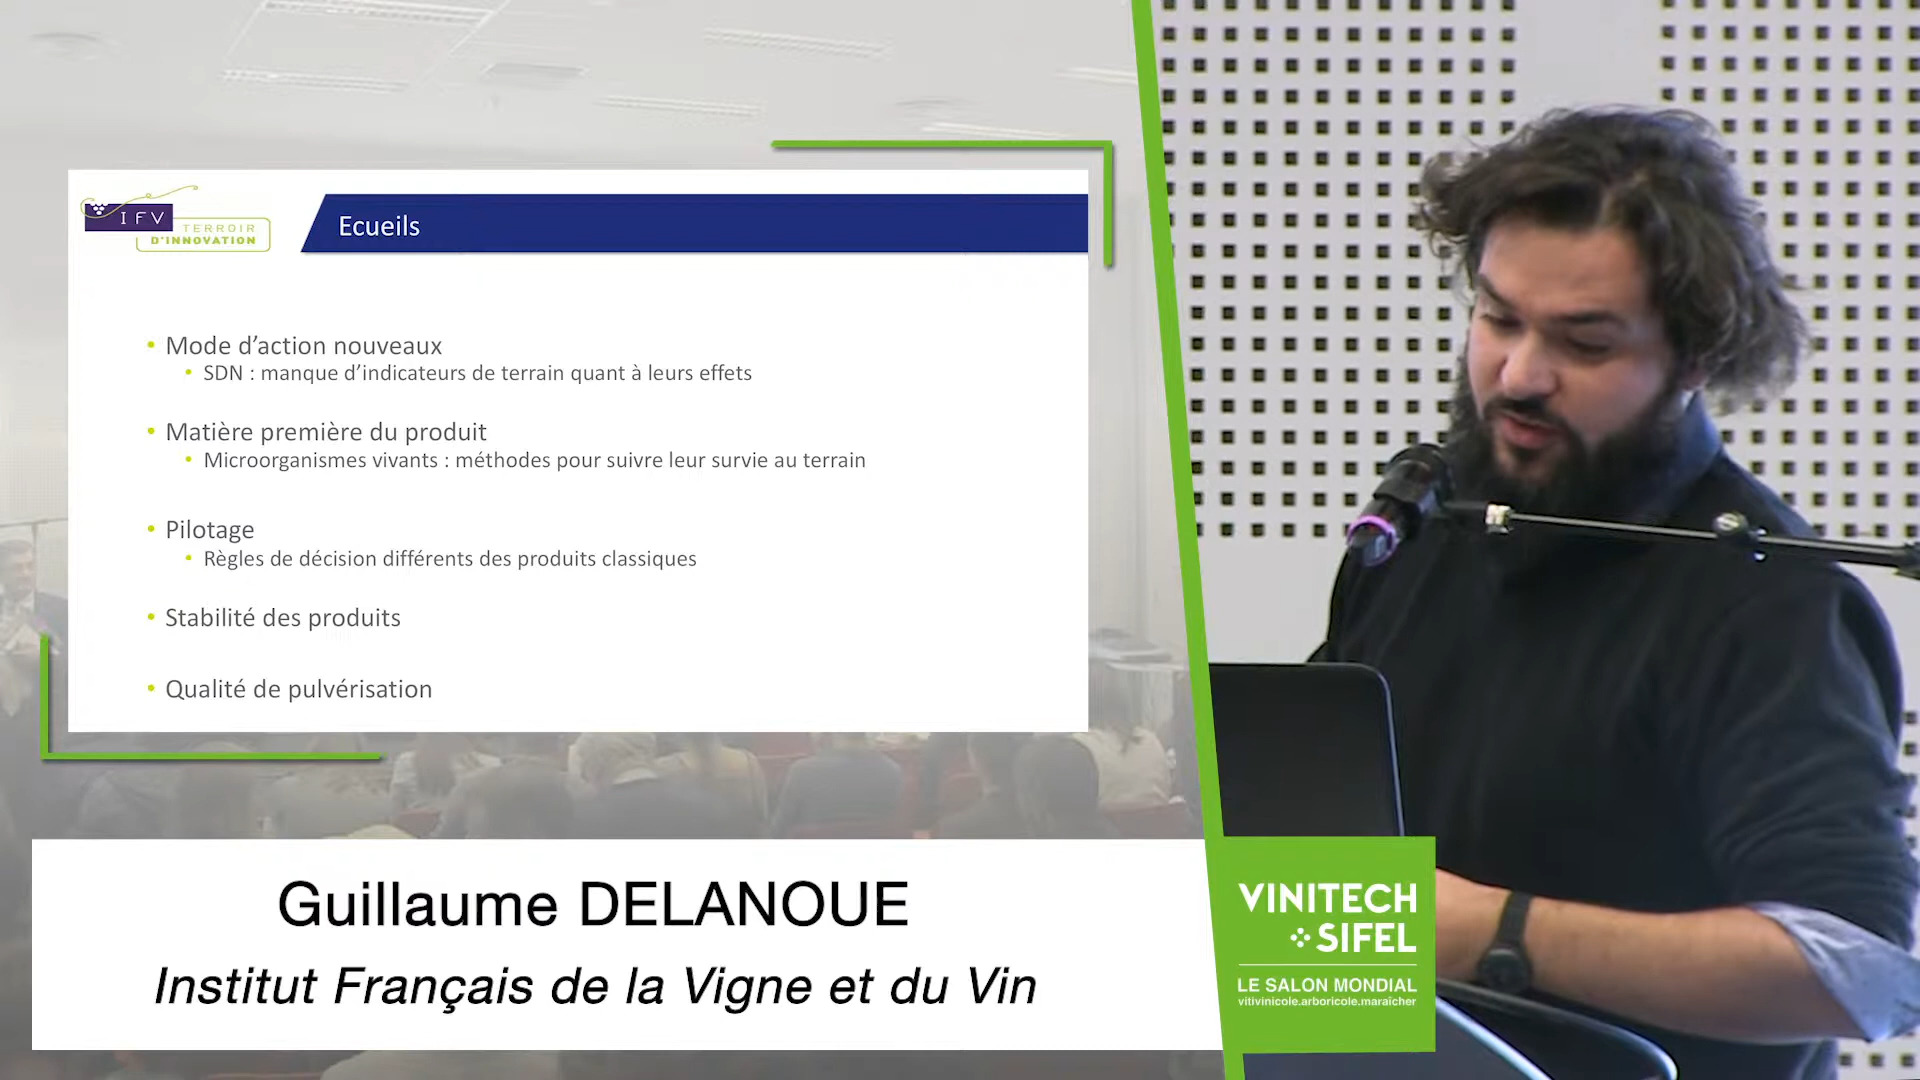 IFV
TERROIR
D'INNOVATION
Ecueils
• Mode d’action nouveaux
• SDN : manque d’indicateurs de terrain quant à leurs effets
• Matière première du produit
• Microorganismes vivants : méthodes pour suivre leur survie au terrain
• Pilotage
• Règles de décision différents des produits classiques
• Stabilité des produits
• Qualité de pulvérisation
Guillaume DELANOUE
Institut Français de la Vigne et du Vin
VINITECH
SIFEL
LE SALON MONDIAL
vitivinicole.arboricole.maraîcher